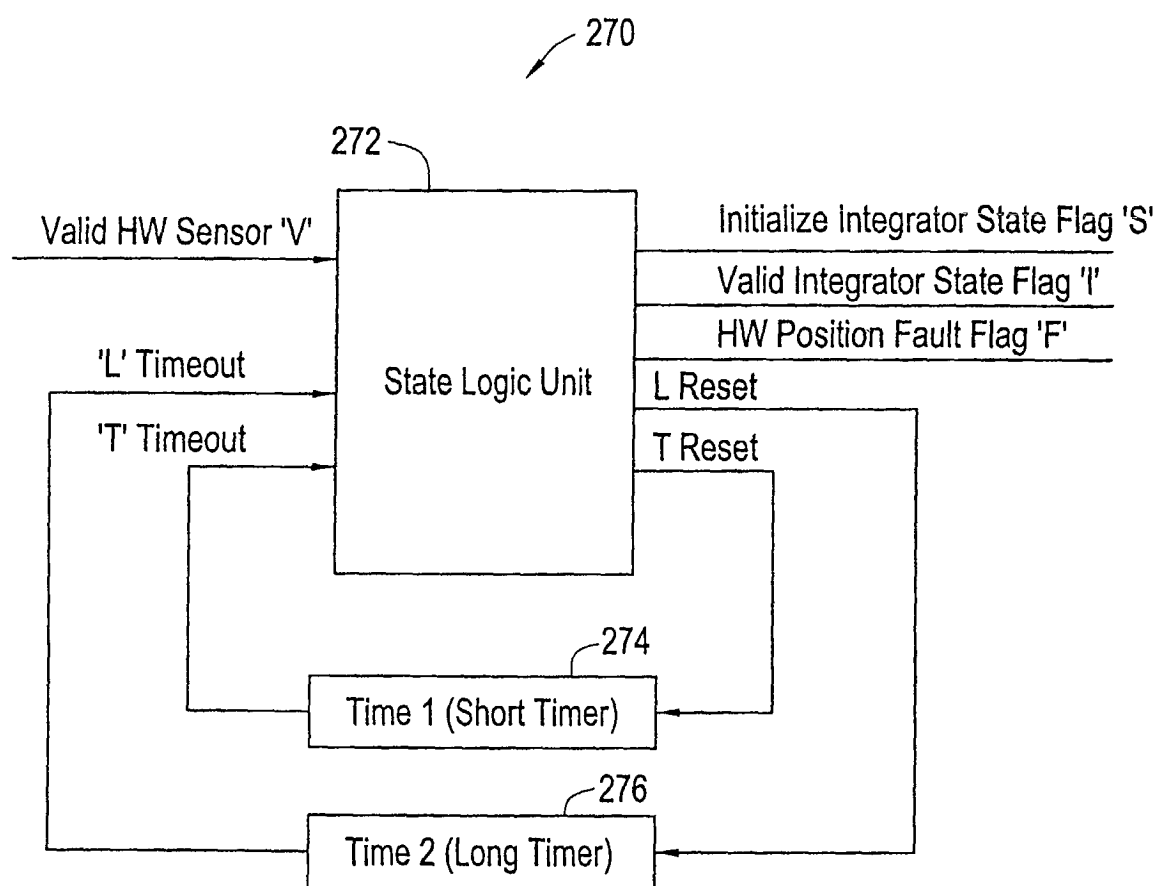 270
272
Valid HW Sensor 'V'
Initialize Integrator State Flag 'S'
Valid Integrator State Flag 'I'
HW Position Fault Flag 'F'
'L' Timeout
State Logic Unit
L Reset
'T' Timeout
T Reset
274
Time 1 (Short Timer)
276
Time 2 (Long Timer)